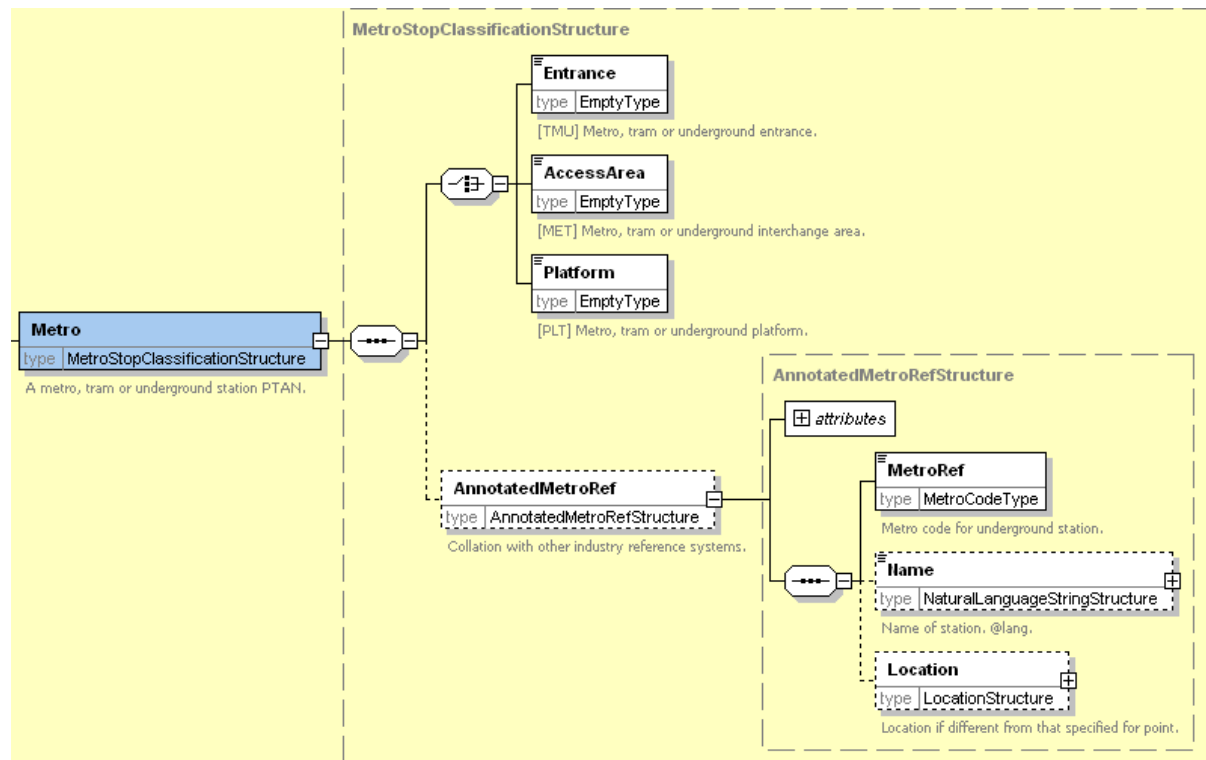 MetroStopClassificationStructure
Entrance
type EmptyType
[TMU] Metro, tram or underground entrance.
AccessArea
type EmptyType
[MET] Metro, tram or underground interchange area.
Platform
type EmptyType
[PLT] Metro, tram or underground platform.
Metro
type MetroStopClassificationStructure
A metro, tram or underground station PTAN.
AnnotatedMetroRefStructure
attributes
AnnotatedMetroRef
type AnnotatedMetroRefStructure
Collation with other industry reference systems.
MetroRef
type MetroCodeType
Metro code for underground station.
Name
type NaturalLanguageStringStructure
Name of station. @lang.
Location
type LocationStructure
Location if different from that specified for point.